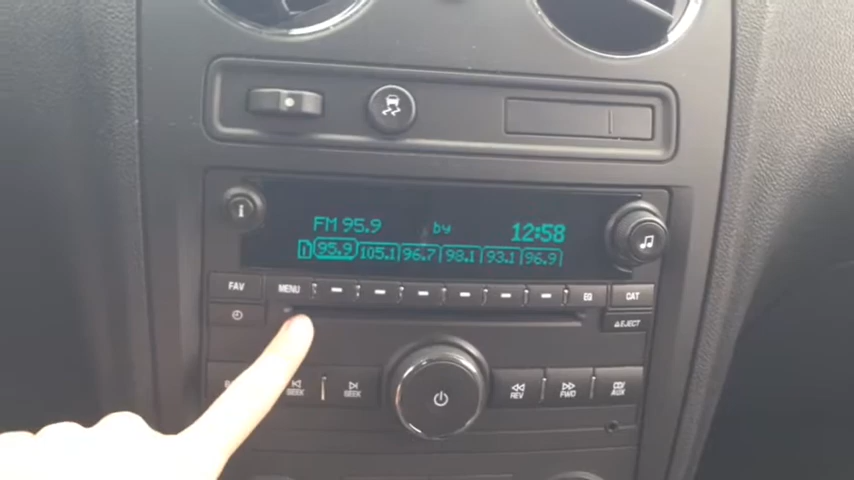 i
FM 95.9 by 12:58
95.9 105.1 96.7 98.1 93.1 96.9
FAV MENU CAT
EJECT
SEEK SEEK REV FWD CD/AUX